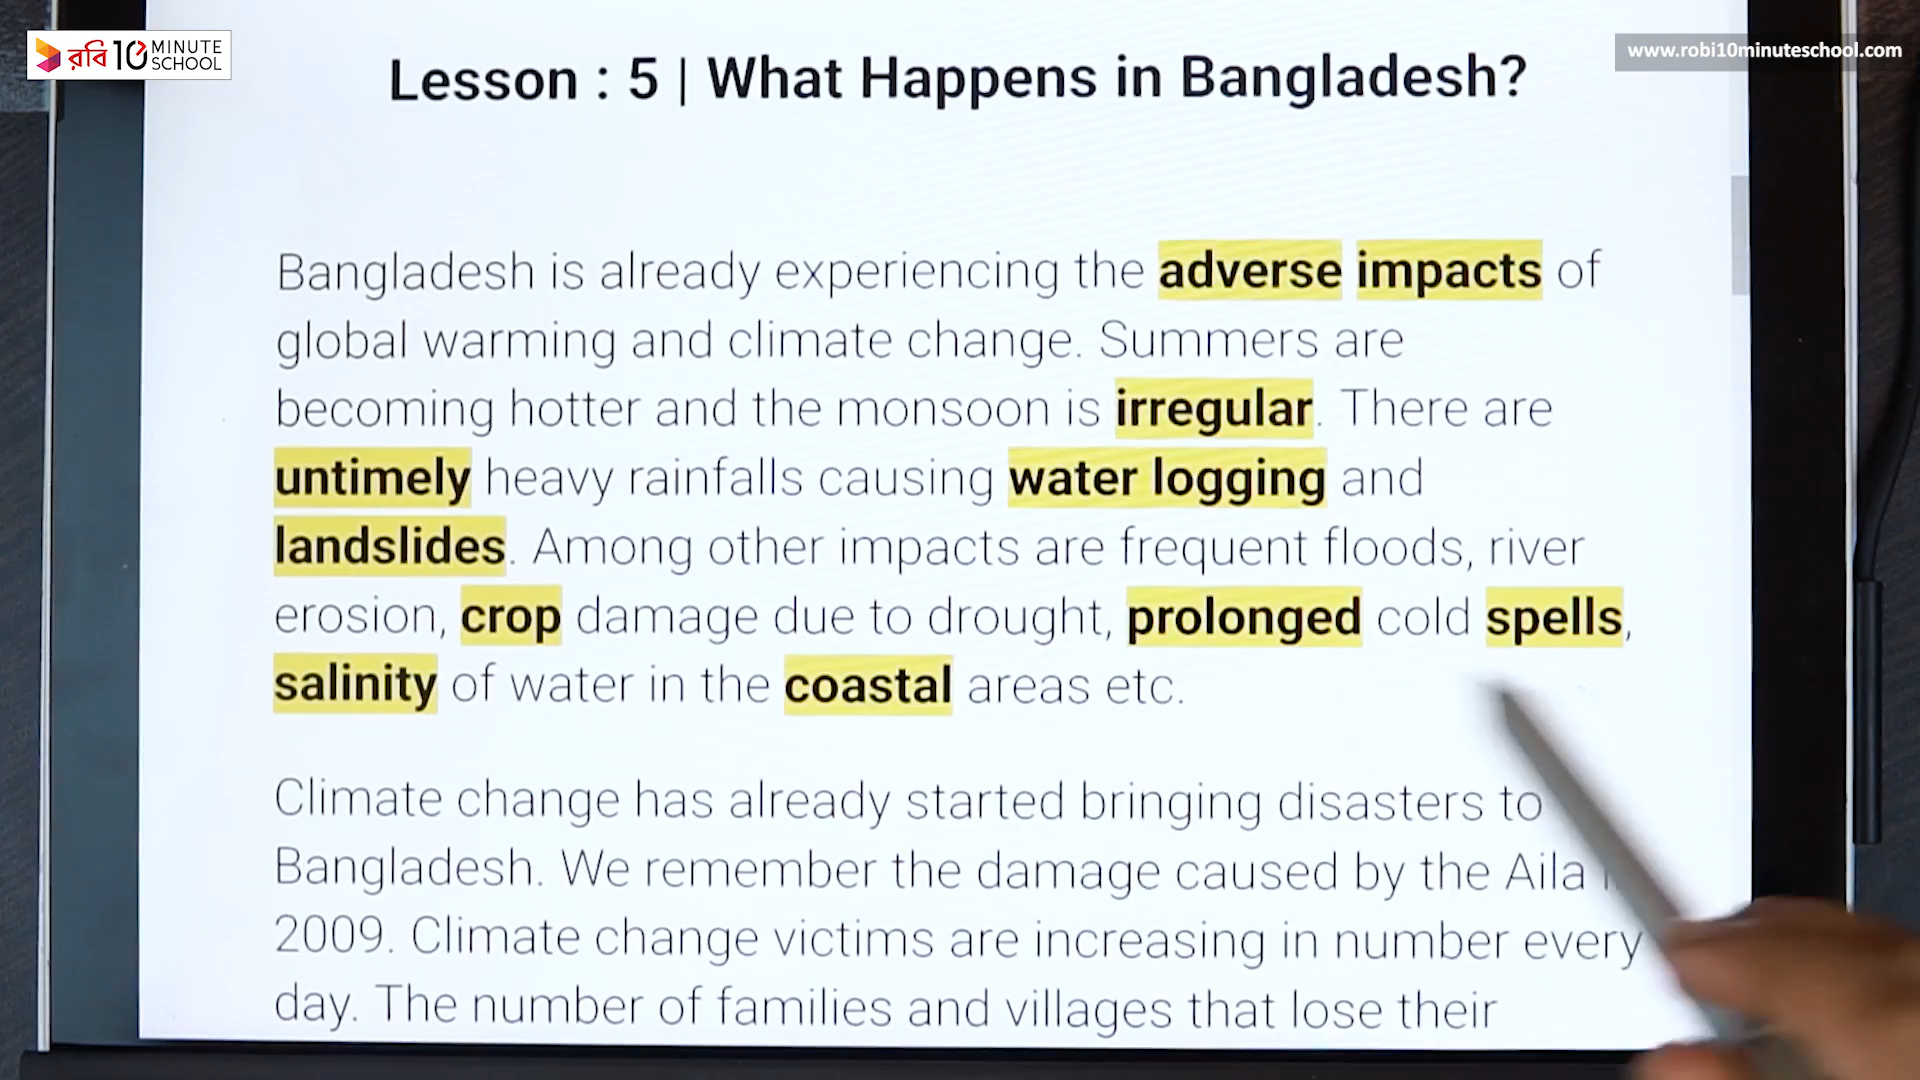 রবি 10 MINUTE SCHOOL
www.robi10minuteschool.com
Lesson : 5 | What Happens in Bangladesh?
Bangladesh is already experiencing the adverse impacts of
global warming and climate change. Summers are
becoming hotter and the monsoon is irregular. There are
untimely heavy rainfalls causing water logging and
landslides. Among other impacts are frequent floods, river
erosion, crop damage due to drought, prolonged cold spells,
salinity of water in the coastal areas etc.
Climate change has already started bringing disasters to
Bangladesh. We remember the damage caused by the Aila
2009. Climate change victims are increasing in number every
day. The number of families and villages that lose their